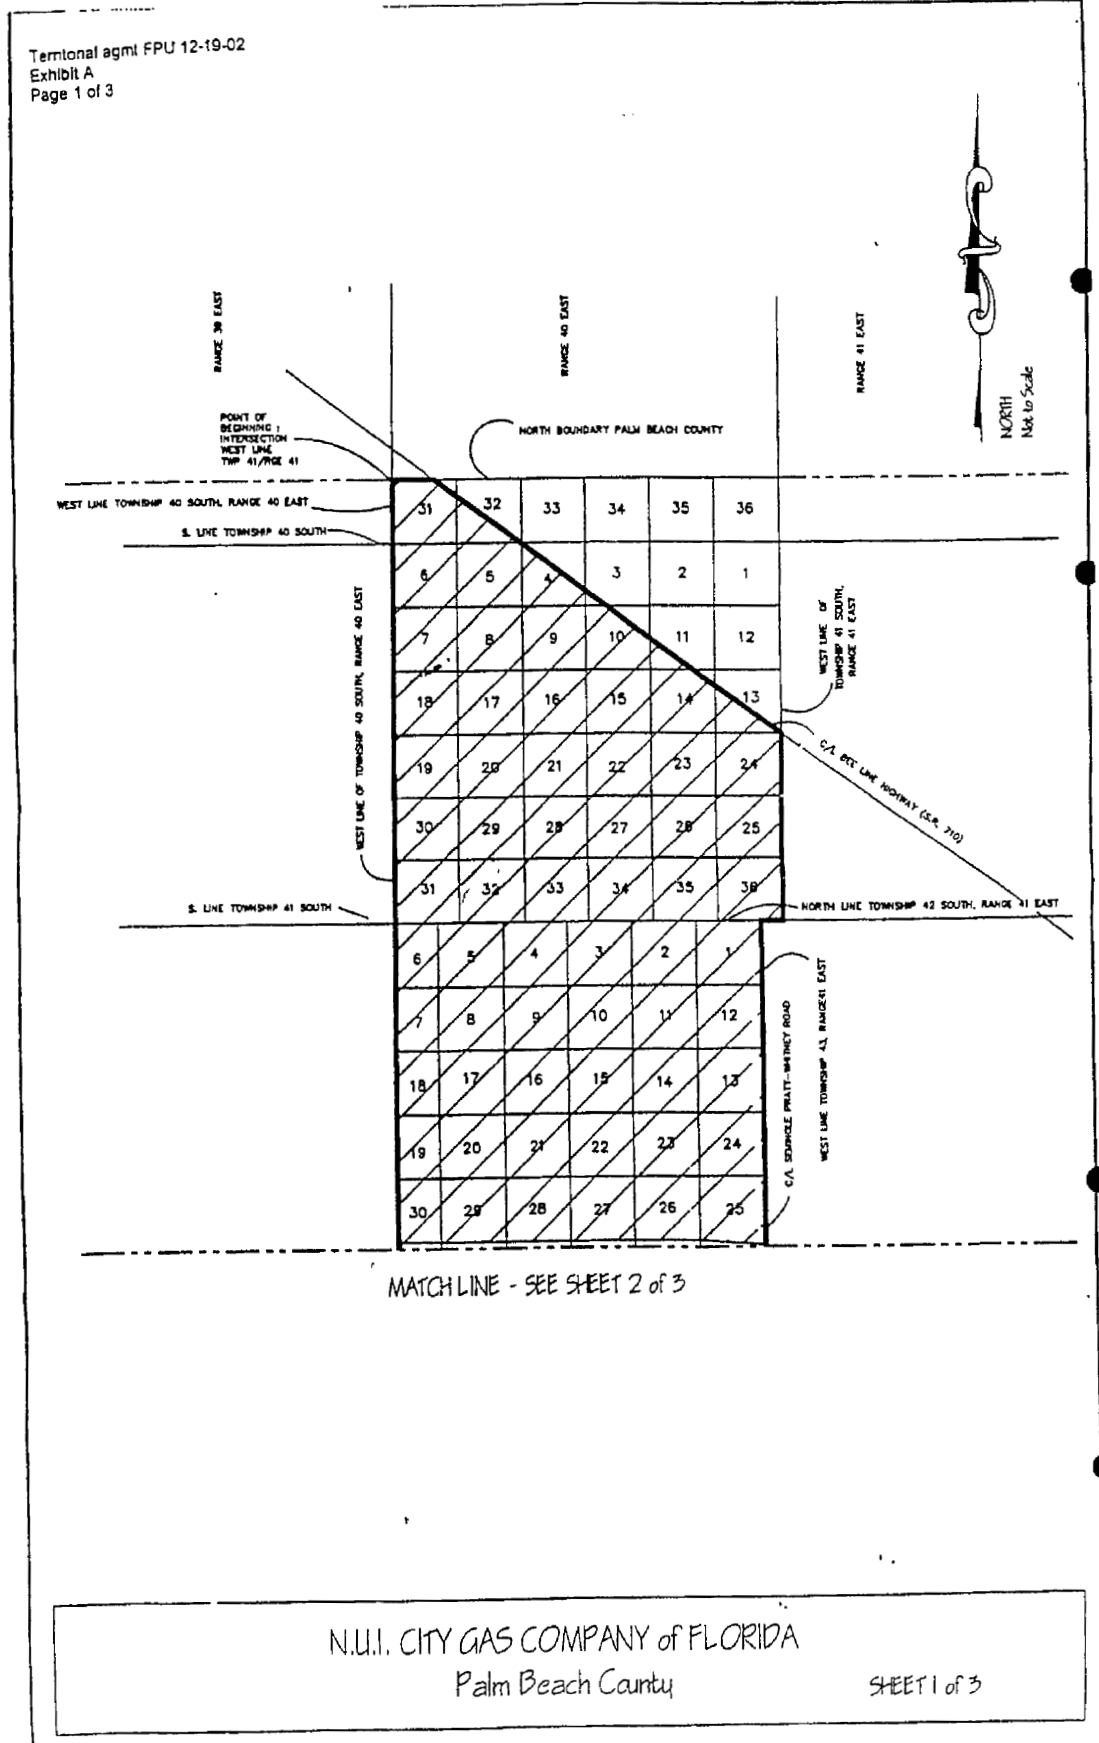 Terntonal agmt FPU 12-19-02
Exhibit A
Page 1 of 3
RANGE 39 EAST
RANGE 40 EAST
RANGE 41 EAST
NORTH
Not to Scale
POINT OF
BEGINNING :
INTERSECTION
WEST LINE
TWP 41/RGE 41
NORTH BOUNDARY PALM BEACH COUNTY
WEST LINE TOWNSHIP 40 SOUTH, RANGE 40 EAST
S. LINE TOWNSHIP 40 SOUTH
31 32 33 34 35 36
6 5 4 3 2 1
7 8 9 10 11 12
18 17 16 15 14 13
19 20 21 22 23 24
30 29 28 27 26 25
31 32 33 34 35 36
WEST LINE OF TOWNSHIP 40 SOUTH, RANGE 40 EAST
WEST LINE OF
TOWNSHIP 41 SOUTH,
RANGE 41 EAST
C/L BEE LINE HIGHWAY (S.R. 710)
S. LINE TOWNSHIP 41 SOUTH
NORTH LINE TOWNSHIP 42 SOUTH, RANGE 41 EAST
6 5 4 3 2 1
7 8 9 10 11 12
18 17 16 15 14 13
19 20 21 22 23 24
30 29 28 27 26 25
C/L SEMINOLE PRATT-WHITNEY ROAD
WEST LINE TOWNSHIP 43, RANGE41 EAST
MATCH LINE - SEE SHEET 2 of 3
N.U.I. CITY GAS COMPANY of FLORIDA
Palm Beach County
SHEET 1 of 3